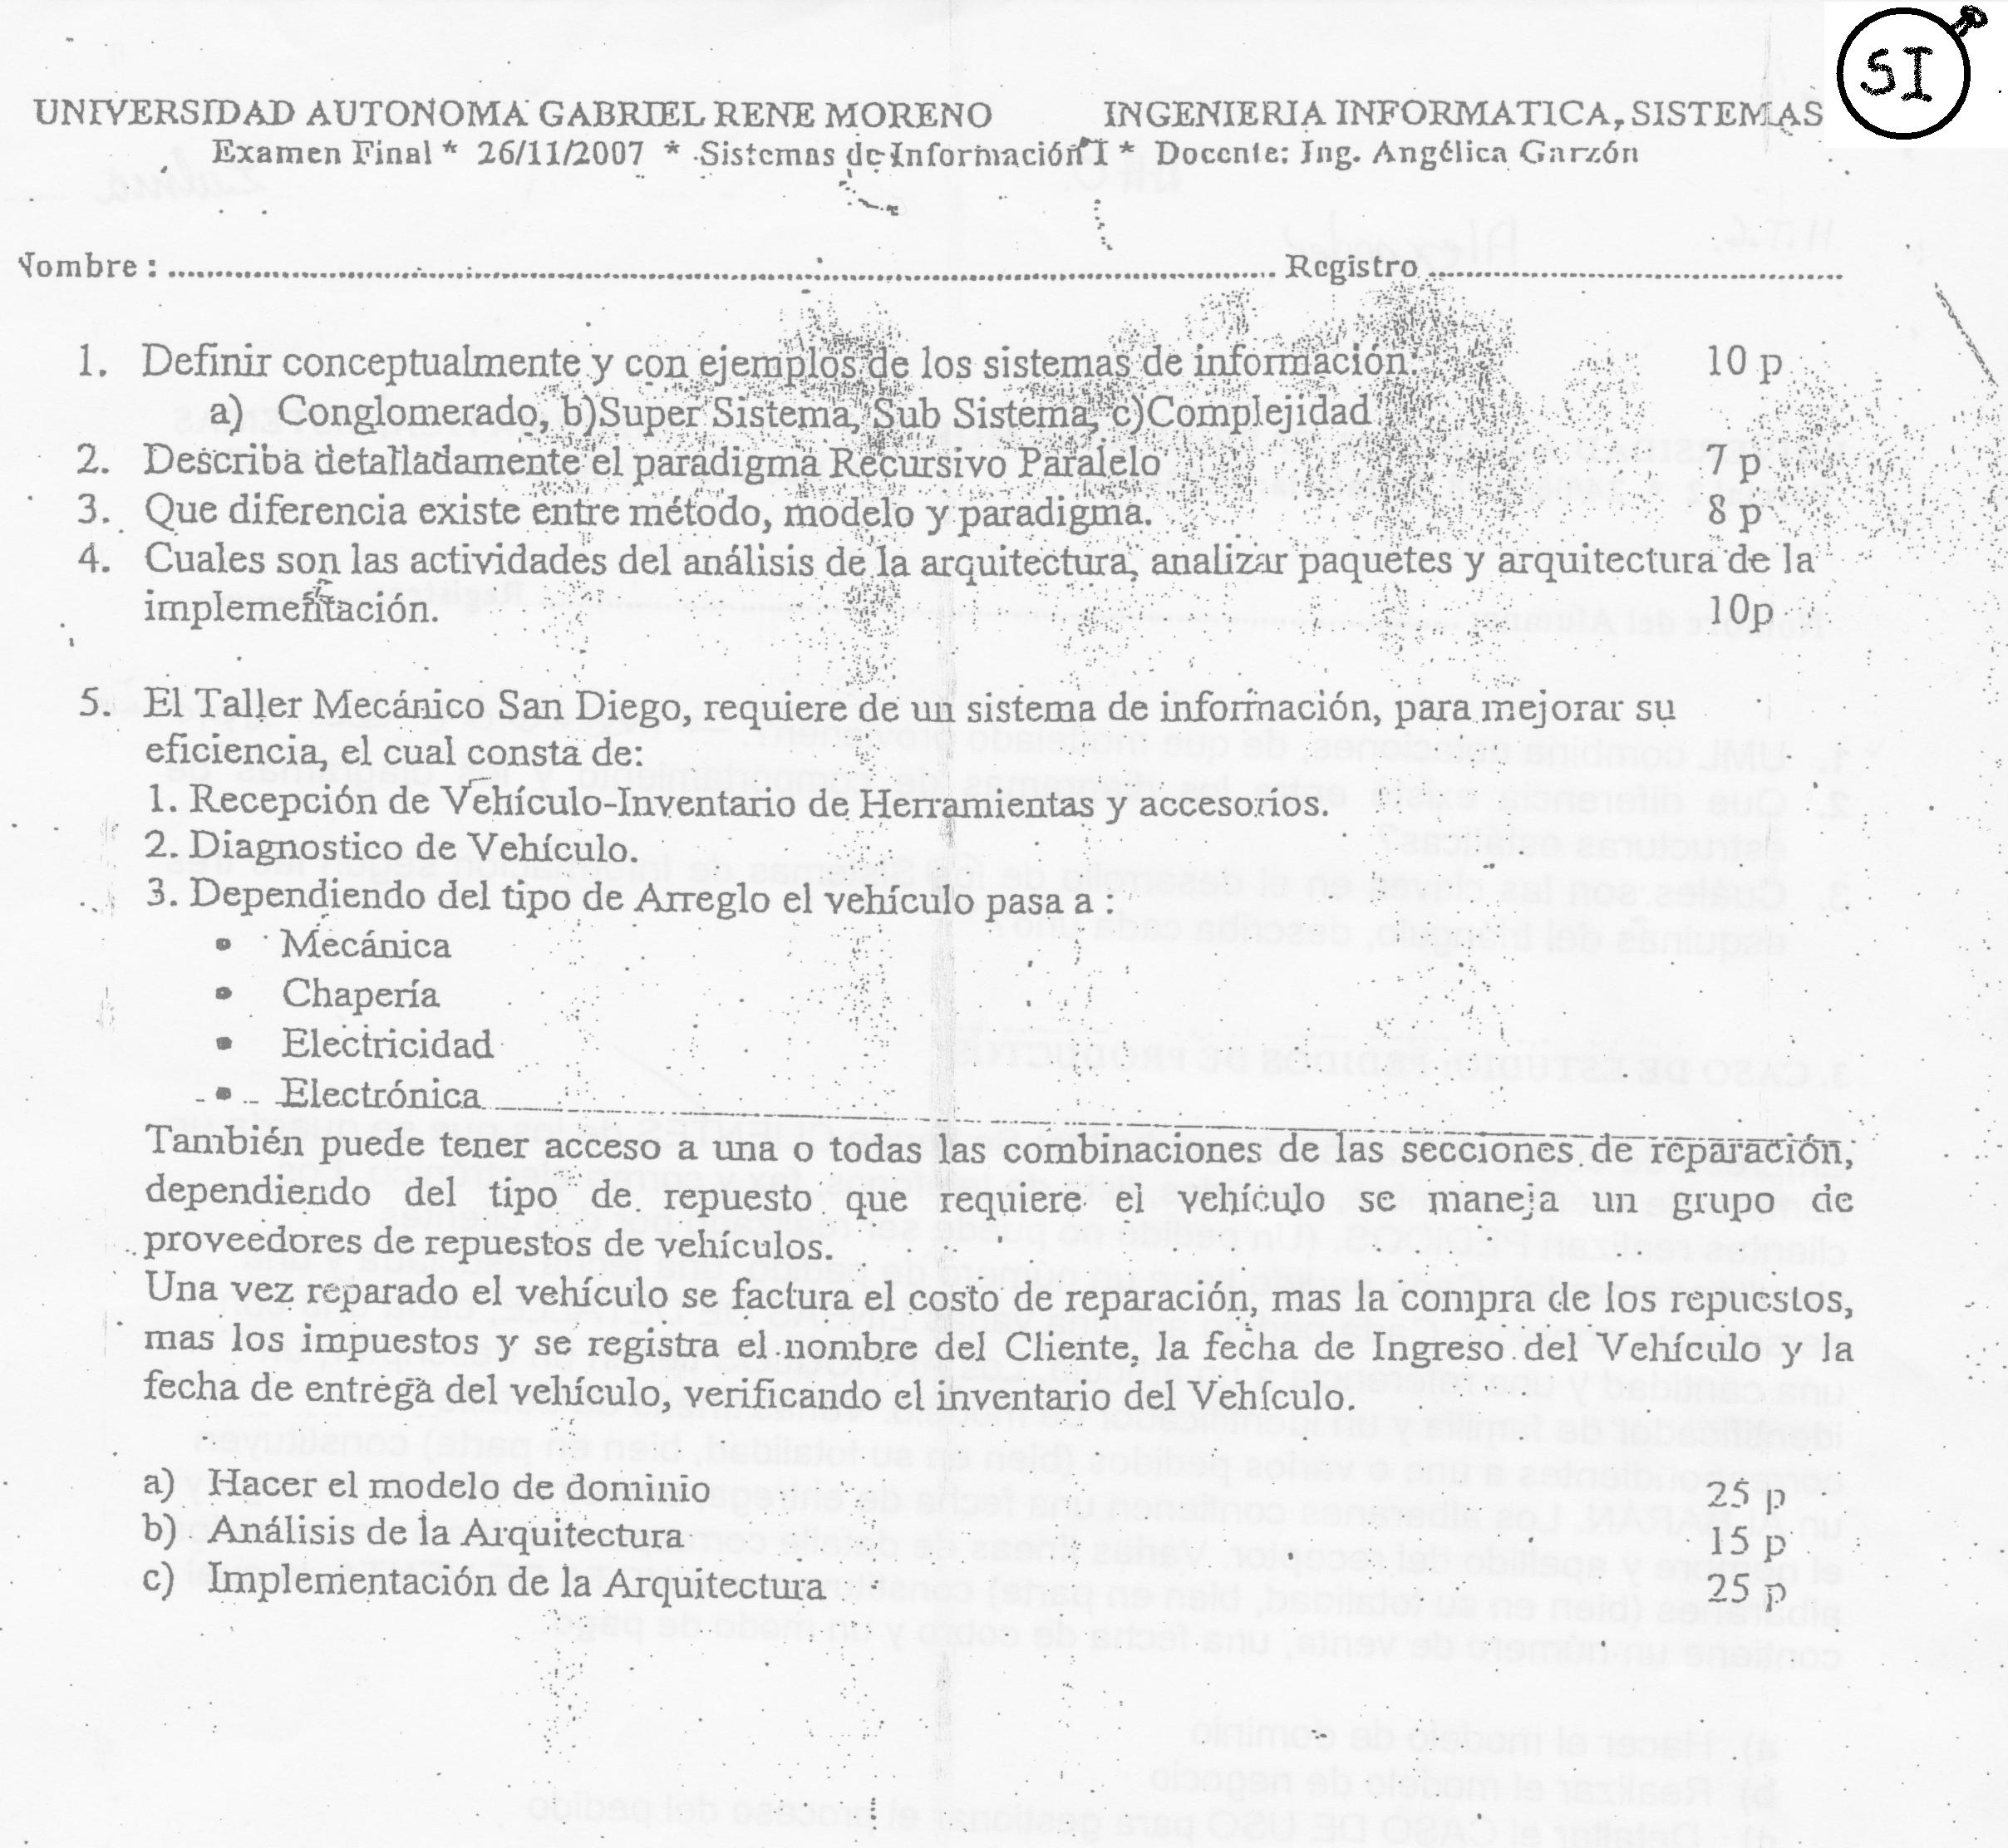 SI
UNIVERSIDAD AUTONOMA GABRIEL RENE MORENO INGENIERIA INFORMATICA, SISTEMAS
Examen Final * 26/11/2007 * Sistemas de Información I * Docente: Ing. Angélica Garzón
Nombre : ........ Registro ........
1. Definir conceptualmente y con ejemplos de los sistemas de información: 10 p
a) Conglomerado, b)Super Sistema, Sub Sistema, c)Complejidad
2. Describa detalladamente el paradigma Recursivo Paralelo 7 p
3. Que diferencia existe entre método, modelo y paradigma. 8 p
4. Cuales son las actividades del análisis de la arquitectura, analizar paquetes y arquitectura de la
implementación. 10p
5. El Taller Mecánico San Diego, requiere de un sistema de información, para mejorar su
eficiencia, el cual consta de:
1. Recepción de Vehículo-Inventario de Herramientas y accesorios.
2. Diagnostico de Vehículo.
3. Dependiendo del tipo de Arreglo el vehículo pasa a :
• Mecánica
• Chapería
• Electricidad
• Electrónica
También puede tener acceso a una o todas las combinaciones de las secciones de reparación,
dependiendo del tipo de repuesto que requiere el vehículo se maneja un grupo de
proveedores de repuestos de vehículos.
Una vez reparado el vehículo se factura el costo de reparación, mas la compra de los repuestos,
mas los impuestos y se registra el nombre del Cliente, la fecha de Ingreso del Vehículo y la
fecha de entrega del vehículo, verificando el inventario del Vehículo.
a) Hacer el modelo de dominio 25 p
b) Análisis de la Arquitectura 15 p
c) Implementación de la Arquitectura 25 p